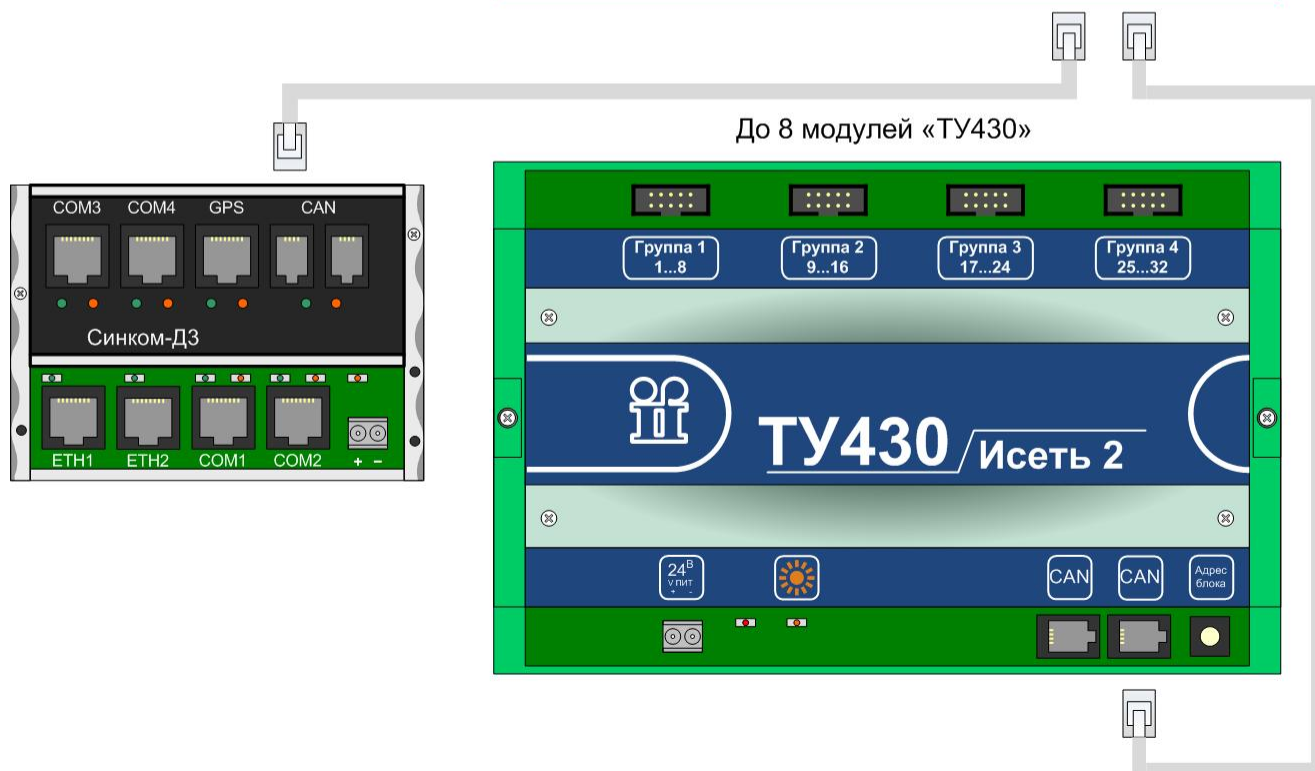 До 8 модулей «ТУ430»
COM3 COM4 GPS CAN
Синком-Д3
ETH1 ETH2 COM1 COM2 + -
Группа 1
1...8
Группа 2
9...16
Группа 3
17...24
Группа 4
25...32
ТУ430/Исеть 2
24В
v пит
+ -
CAN
CAN
Адрес
блока